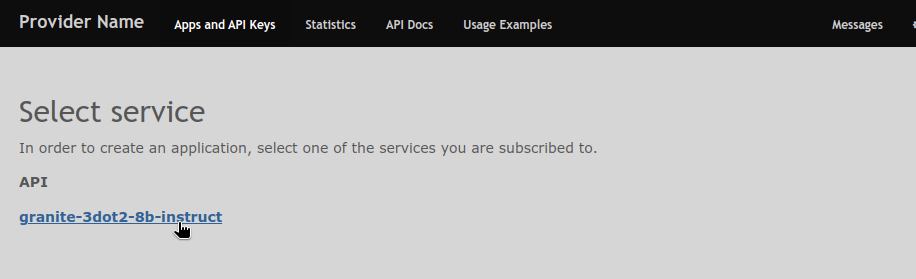 Provider Name Apps and API Keys Statistics API Docs Usage Examples Messages
Select service
In order to create an application, select one of the services you are subscribed to.
API
granite-3dot2-8b-instruct